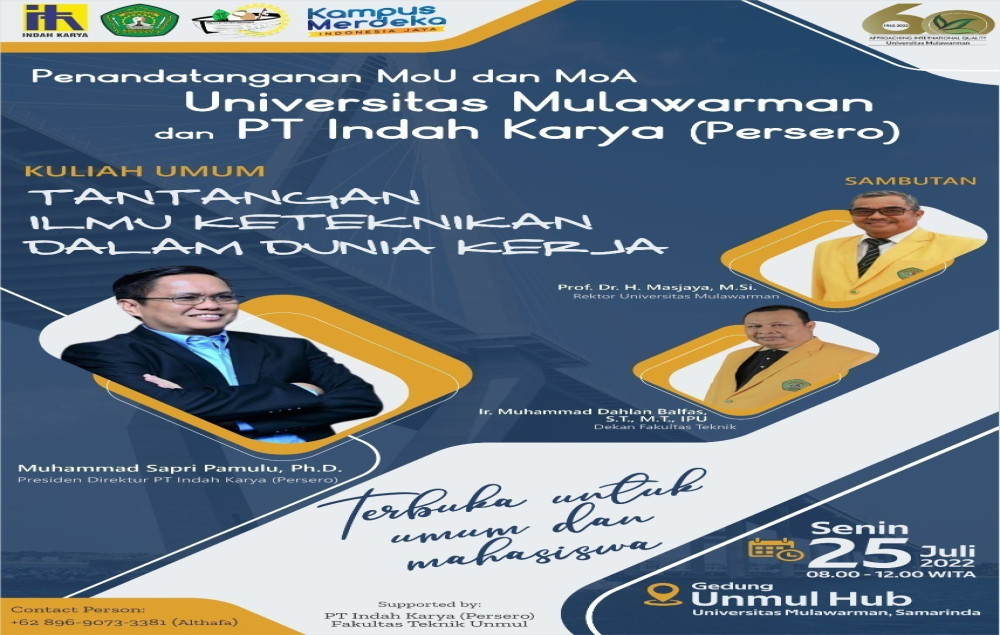 INDAH KARYA
Kampus
Merdeka
INDONESIA JAYA
60
1962-2022
APPROACHING INTERNATIONAL QUALITY
Universitas Mulawarman
Penandatanganan MoU dan MoA
Universitas Mulawarman
dan PT Indah Karya (Persero)
KULIAH UMUM
TANTANGAN
ILMU KETEKNIKAN
DALAM DUNIA KERJA
SAMBUTAN
Prof. Dr. H. Masjaya, M.Si.
Rektor Universitas Mulawarman
Ir. Muhammad Dahlan Balfas,
S.T., M.T., IPU
Dekan Fakultas Teknik
Muhammad Sapri Pamulu, Ph.D.
Presiden Direktur PT Indah Karya (Persero)
Terbuka untuk
umum dan
mahasiswa
Senin
25 Juli
2022
08.00 - 12.00 WITA
Gedung
Unmul Hub
Universitas Mulawarman, Samarinda
Contact Person:
+62 896-9073-3381 (Althafa)
Supported by:
PT Indah Karya (Persero)
Fakultas Teknik Unmul